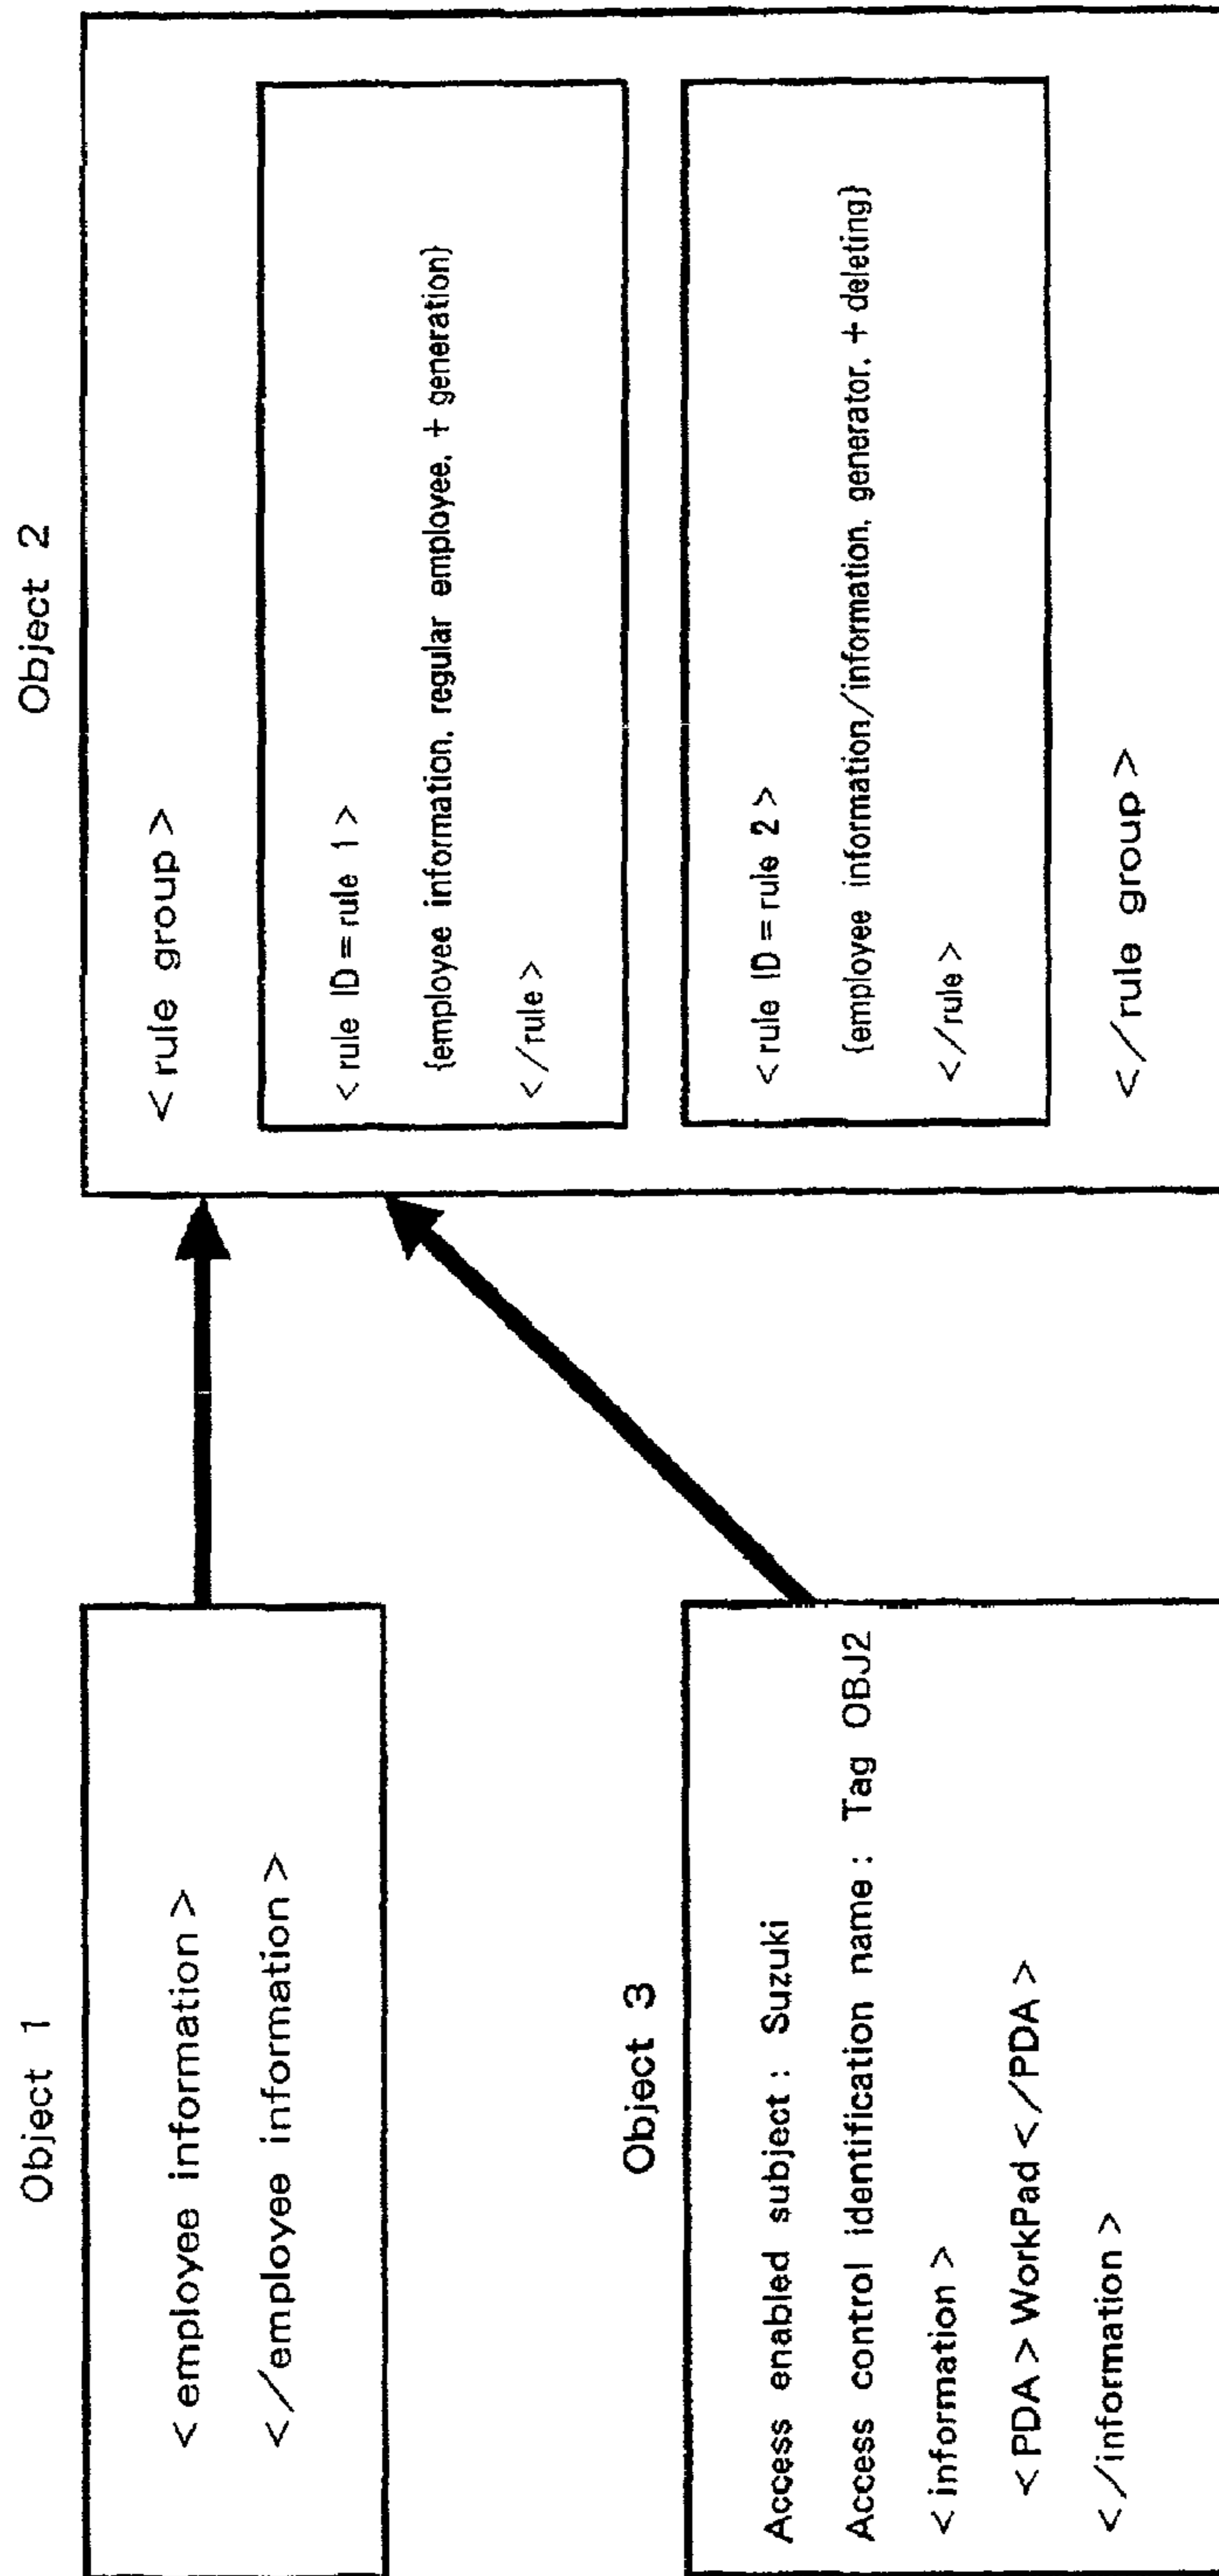 Object 1
<employee information>
</employee information>
Object 2
<rule group>
<rule ID=rule 1>
{employee information, regular employee, + generation}
</rule>
<rule ID=rule 2>
{employee information/information, generator, + deleting}
</rule>
</rule group>
Object 3
Access enabled subject : Suzuki
Access control identification name : Tag OBJ2
<information>
<PDA>WorkPad</PDA>
</information>